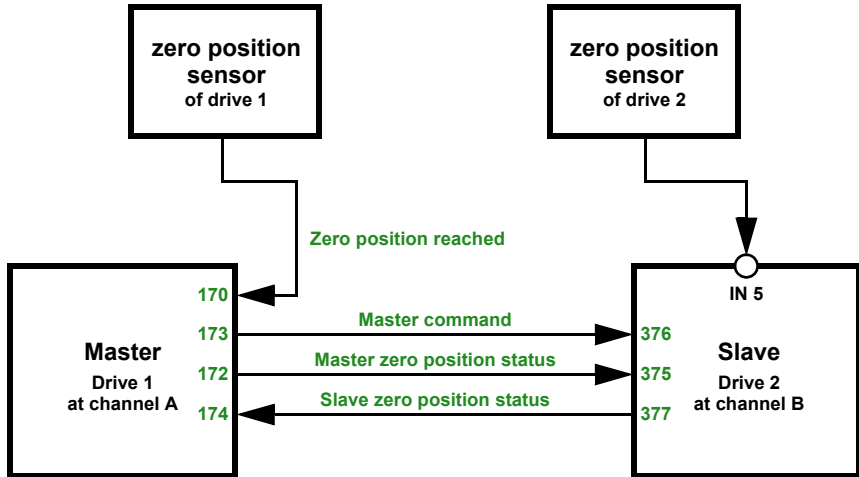 zero position
sensor
of drive 1
zero position
sensor
of drive 2
Zero position reached
170
IN 5
173
Master command
376
Master
Drive 1
at channel A
172
Master zero position status
375
Slave
Drive 2
at channel B
174
Slave zero position status
377